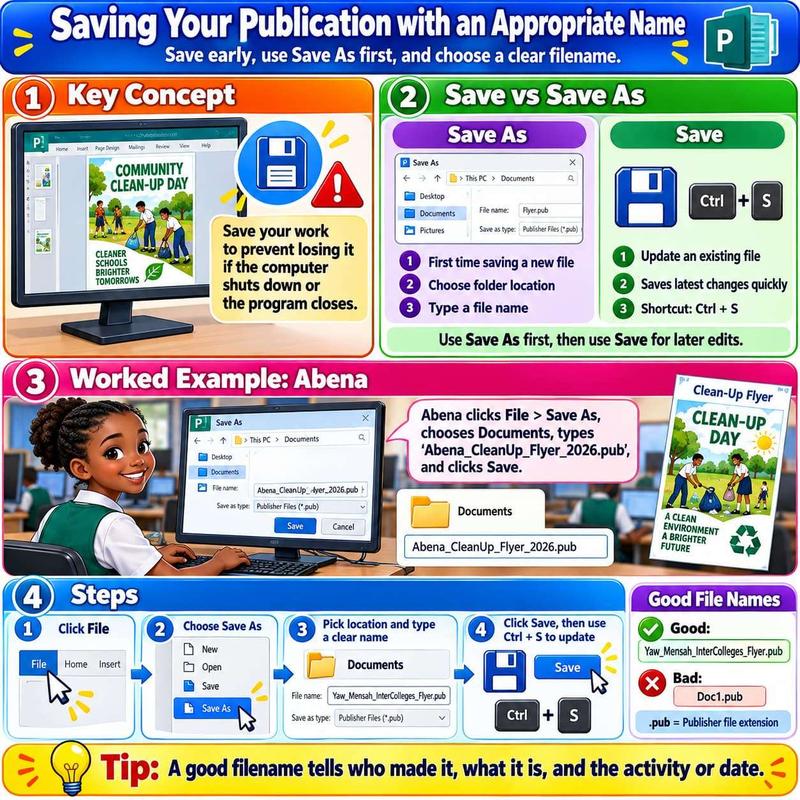 Saving Your Publication with an Appropriate Name
Save early, use Save As first, and choose a clear filename.
P
1 Key Concept
P
Home Insert Page Design Mailings Review View Help
COMMUNITY
CLEAN-UP DAY
CLEANER
SCHOOLS
BRIGHTER
TOMORROWS
Save your work
to prevent losing it
if the computer
shuts down or
the program closes.
2 Save vs Save As
Save As
P Save As
This PC > Documents
Desktop
Documents
Pictures
File name: Flyer.pub
Save as type: Publisher Files (*.pub)
1 First time saving a new file
2 Choose folder location
3 Type a file name
Save
Ctrl + S
1 Update an existing file
2 Saves latest changes quickly
3 Shortcut: Ctrl + S
Use Save As first, then use Save for later edits.
3 Worked Example: Abena
P Save As
This PC > Documents
Desktop
Documents
File name: Abena_CleanUp_
Save as type: Publisher Files (*.pub)
Save Cancel
Abena clicks File > Save As,
chooses Documents, types
‘Abena_CleanUp_Flyer_2026.pub’,
and clicks Save.
Documents
Abena_CleanUp_Flyer_2026.pub
Clean-Up Flyer
CLEAN-UP
DAY
A CLEAN
ENVIRONMENT
A BRIGHTER
FUTURE
4 Steps
1 Click File
File Home Insert
2 Choose Save As
New
Open
Save
Save As
3 Pick location and type
a clear name
Documents
File name: Yaw_Mensah_InterColleges_Flyer.pub
Save as type: Publisher Files (*.pub)
4 Click Save, then use
Ctrl + S to update
Save
Ctrl + S
Good File Names
Good:
Yaw_Mensah_InterColleges_Flyer.pub
Bad:
Doc1.pub
.pub = Publisher file extension
Tip: A good filename tells who made it, what it is, and the activity or date.